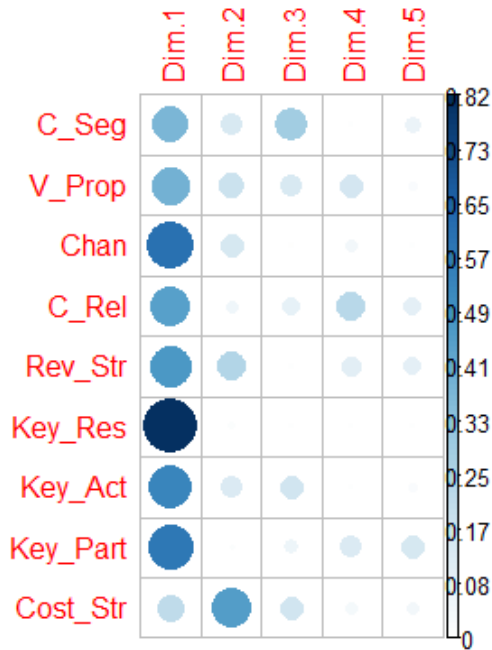 Dim.1 Dim.2 Dim.3 Dim.4 Dim.5
C_Seg
V_Prop
Chan
C_Rel
Rev_Str
Key_Res
Key_Act
Key_Part
Cost_Str
0.82
0.73
0.65
0.57
0.49
0.41
0.33
0.25
0.17
0.08
0